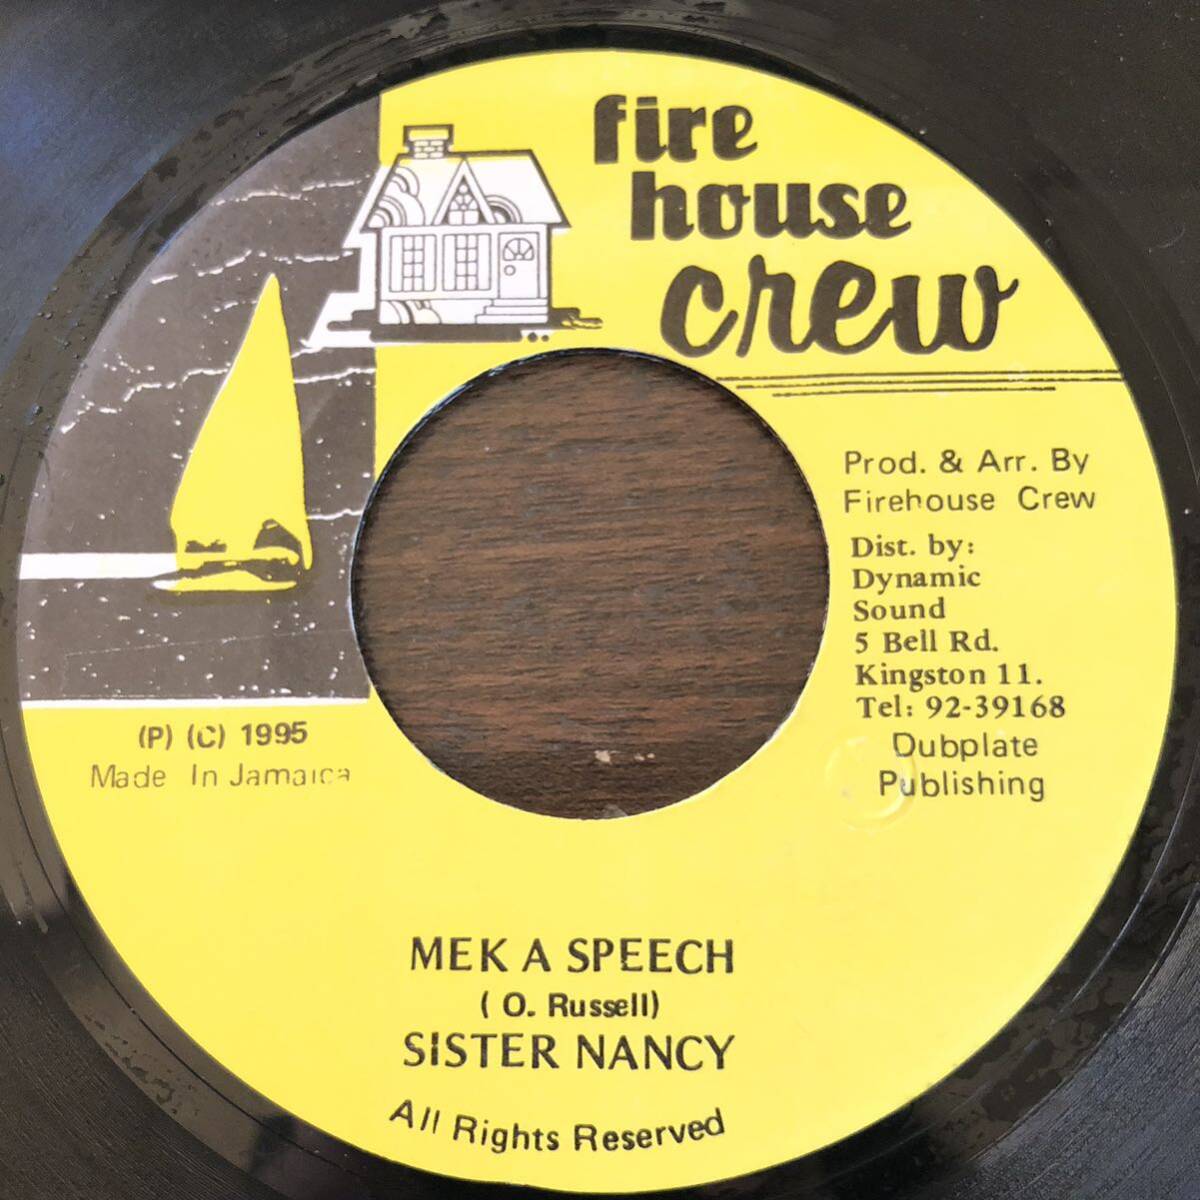 fire
house
crew
Prod. & Arr. By
Firehouse Crew
Dist. by:
Dynamic
Sound
5 Bell Rd.
Kingston 11.
Tel: 92-39168
Dubplate
Publishing
(P) (C) 1995
Made In Jamaica
MEK A SPEECH
( O. Russell)
SISTER NANCY
All Rights Reserved